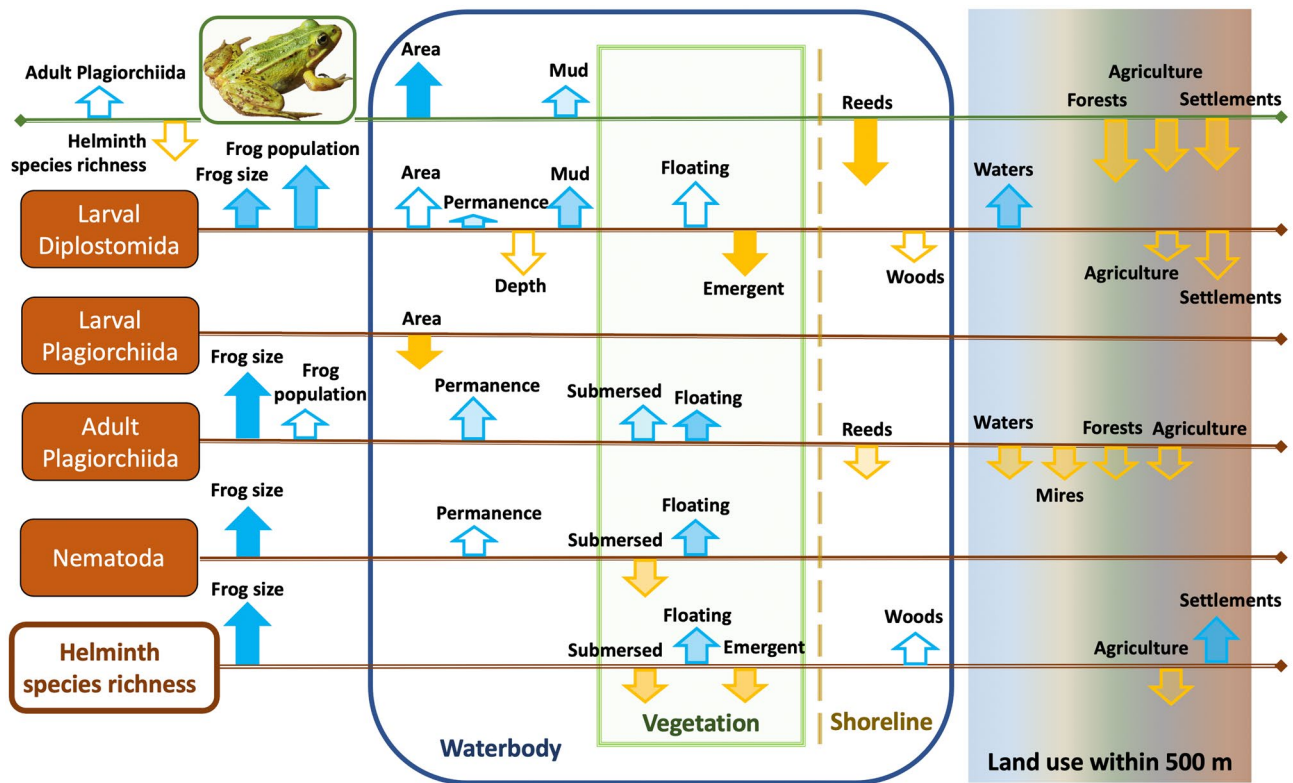 Adult Plagiorchiida
Area
Mud
Reeds
Agriculture
Forests
Settlements
Helminth
species richness
Larval
Diplostomida
Frog size
Frog population
Area
Permanence
Depth
Mud
Floating
Emergent
Woods
Waters
Agriculture
Settlements
Larval
Plagiorchiida
Area
Adult
Plagiorchiida
Frog size
Frog
population
Permanence
Submersed
Floating
Reeds
Waters
Mires
Forests
Agriculture
Nematoda
Frog size
Permanence
Submersed
Floating
Helminth
species richness
Frog size
Submersed
Floating
Emergent
Woods
Agriculture
Settlements
Waterbody
Vegetation
Shoreline
Land use within 500 m